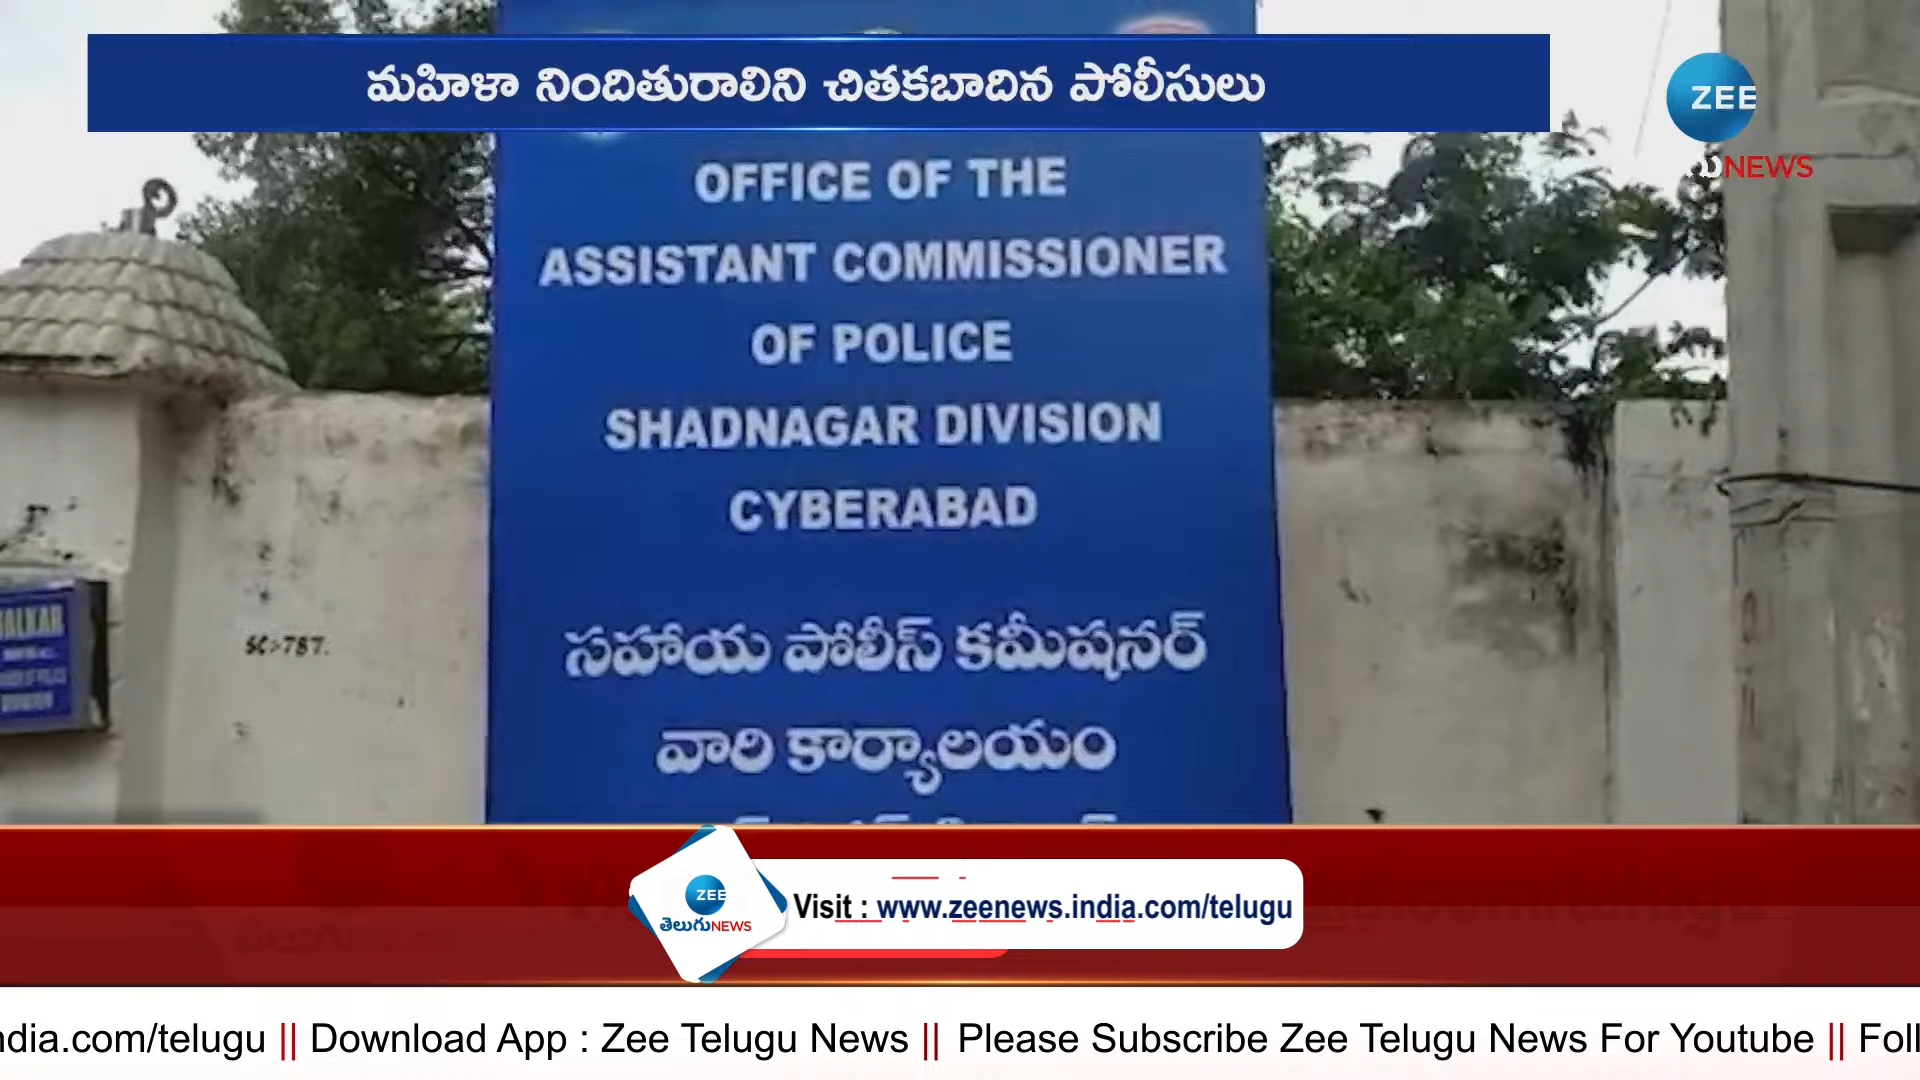 మహిళా నిందితురాలిని చితకబాదిన పోలీసులు
ZEE
NEWS
OFFICE OF THE
ASSISTANT COMMISSIONER
OF POLICE
SHADNAGAR DIVISION
CYBERABAD
సహాయ పోలీస్ కమీషనర్
వారి కార్యాలయం
SC>787.
ZEE
తెలుగుNEWS
Visit : www.zeenews.india.com/telugu
ndia.com/telugu || Download App : Zee Telugu News || Please Subscribe Zee Telugu News For Youtube || Foll